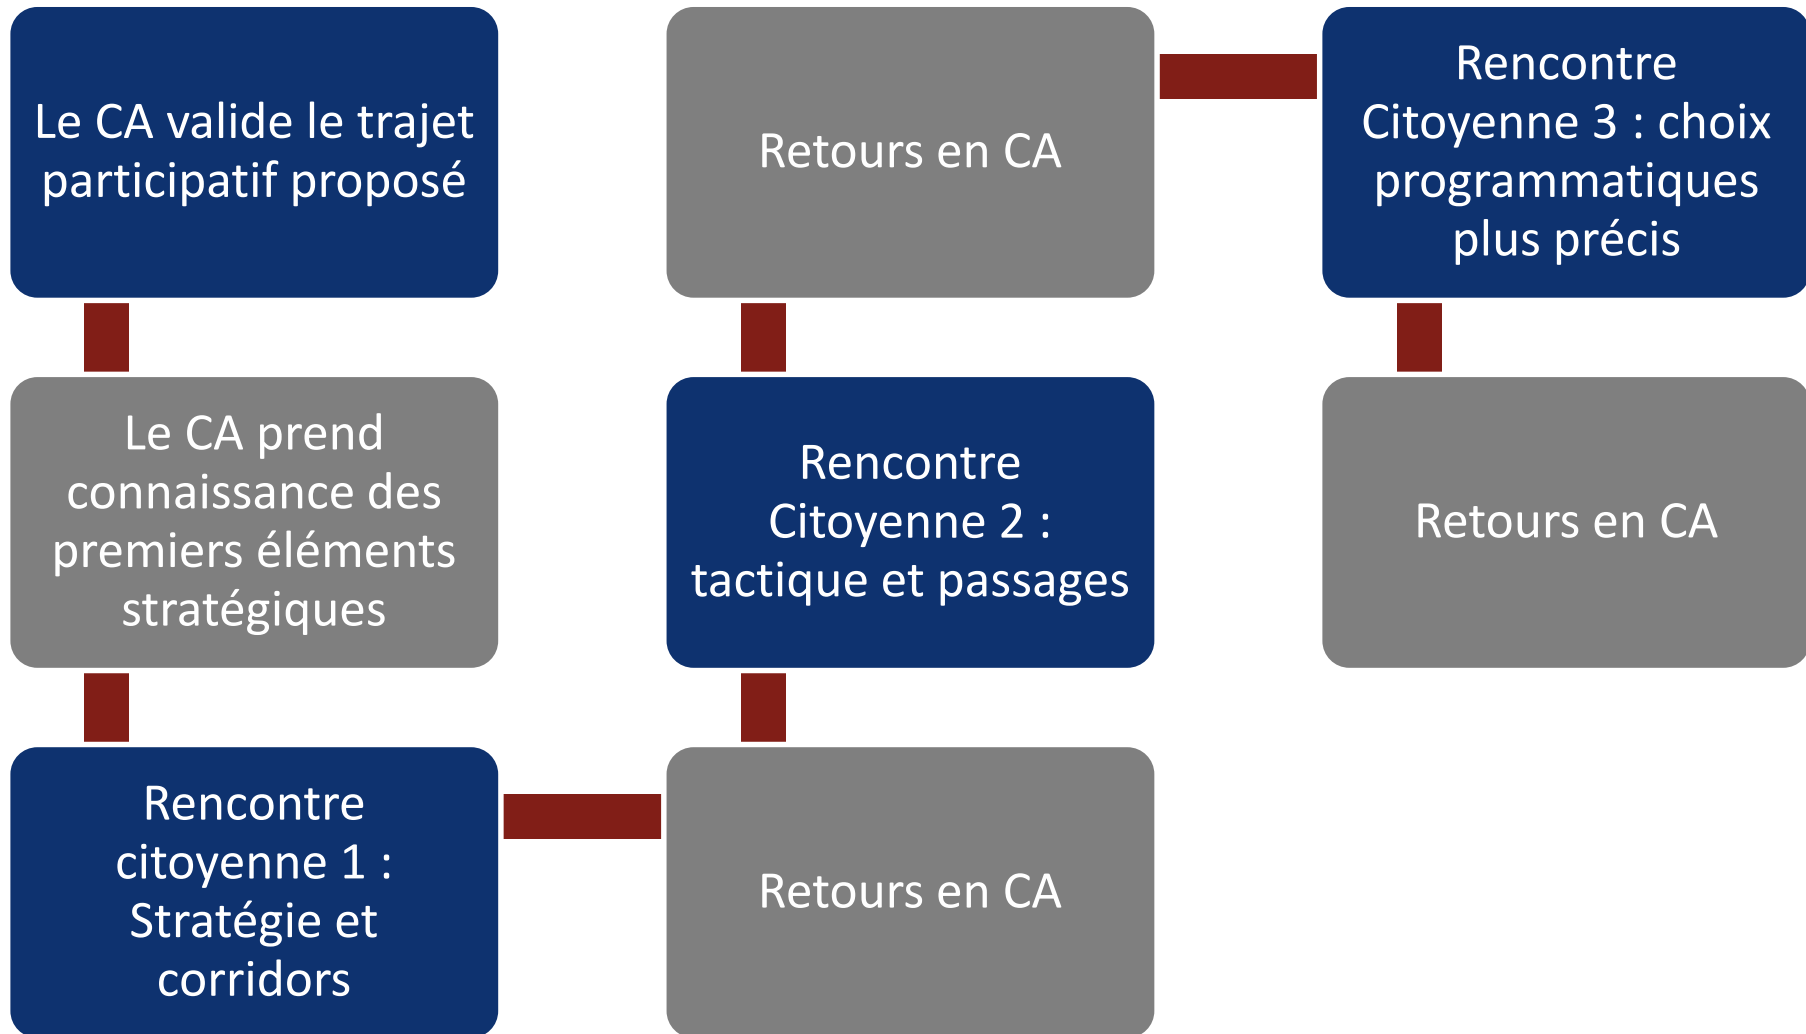 Le CA valide le trajet
participatif proposé
Le CA prend
connaissance des
premiers éléments
stratégiques
Rencontre
citoyenne 1 :
Stratégie et
corridors
Retours en CA
Rencontre
Citoyenne 2 :
tactique et passages
Retours en CA
Rencontre
Citoyenne 3 : choix
programmatiques
plus précis
Retours en CA